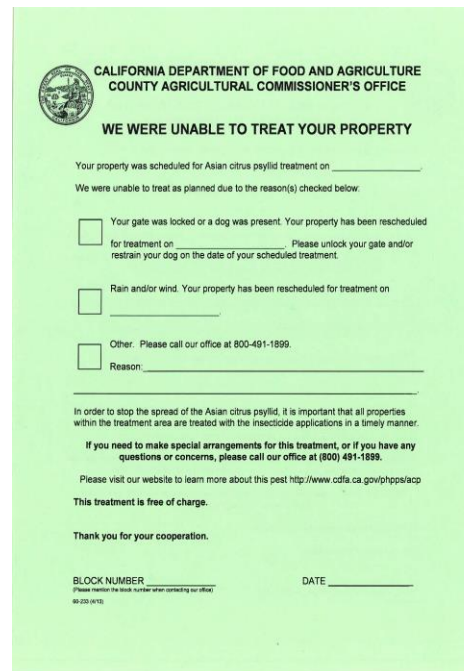 CALIFORNIA DEPARTMENT OF FOOD AND AGRICULTURE
COUNTY AGRICULTURAL COMMISSIONER'S OFFICE
WE WERE UNABLE TO TREAT YOUR PROPERTY
Your property was scheduled for Asian citrus psyllid treatment on _______________.
We were unable to treat as planned due to the reason(s) checked below:
Your gate was locked or a dog was present. Your property has been rescheduled
for treatment on ____________________. Please unlock your gate and/or
restrain your dog on the date of your scheduled treatment.
Rain and/or wind. Your property has been rescheduled for treatment on
____________________.
Other. Please call our office at 800-491-1899.
Reason:__________________________________________________
______________________________________________________________.
In order to stop the spread of the Asian citrus psyllid, it is important that all properties
within the treatment area are treated with the insecticide applications in a timely manner.
If you need to make special arrangements for this treatment, or if you have any
questions or concerns, please call our office at (800) 491-1899.
Please visit our website to learn more about this pest http://www.cdfa.ca.gov/phpps/acp
This treatment is free of charge.
Thank you for your cooperation.
BLOCK NUMBER ____________ DATE _______________
(Please mention the block number when contacting our office)
60-233 (4/13)